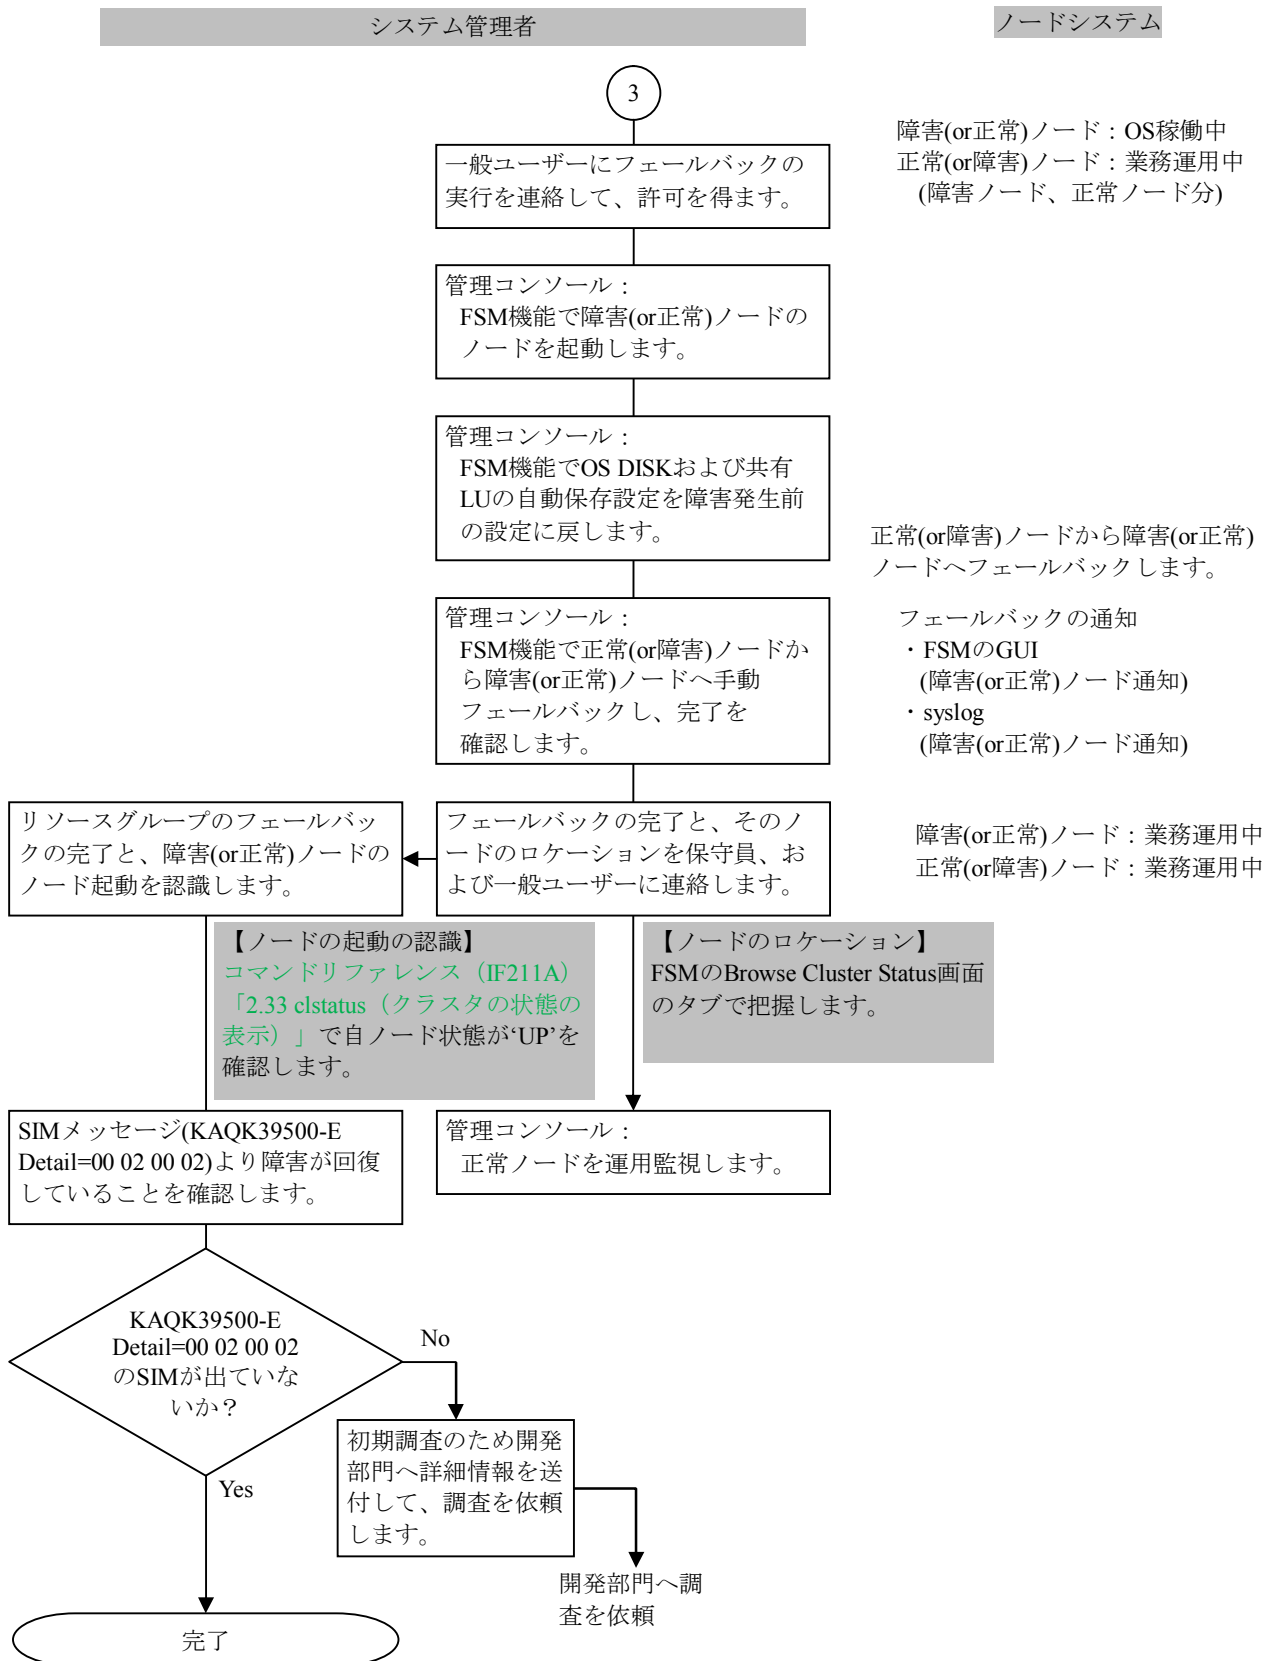 システム管理者
ノードシステム
3
障害(or正常)ノード：OS稼働中
正常(or障害)ノード：業務運用中
(障害ノード、正常ノード分)
一般ユーザーにフェールバックの
実行を連絡して、許可を得ます。
管理コンソール：
FSM機能で障害(or正常)ノードの
ノードを起動します。
管理コンソール：
FSM機能でOS DISKおよび共有
LUの自動保存設定を障害発生前
の設定に戻します。
正常(or障害)ノードから障害(or正常)
ノードへフェールバックします。
管理コンソール：
FSM機能で正常(or障害)ノードか
ら障害(or正常)ノードへ手動
フェールバックし、完了を
確認します。
フェールバックの通知
・FSMのGUI
(障害(or正常)ノード通知)
・syslog
(障害(or正常)ノード通知)
リソースグループのフェールバッ
クの完了と、障害(or正常)ノードの
ノード起動を認識します。
フェールバックの完了と、そのノ
ードのロケーションを保守員、お
よび一般ユーザーに連絡します。
障害(or正常)ノード：業務運用中
正常(or障害)ノード：業務運用中
【ノードの起動の認識】
コマンドリファレンス（IF211A）
「2.33 clstatus（クラスタの状態の
表示）」で自ノード状態が‘UP’を
確認します。
【ノードのロケーション】
FSMのBrowse Cluster Status画面
のタブで把握します。
SIMメッセージ(KAQK39500-E
Detail=00 02 00 02)より障害が回復
していることを確認します。
管理コンソール：
正常ノードを運用監視します。
KAQK39500-E
Detail=00 02 00 02
のSIMが出ていな
いか？
No
Yes
初期調査のため開発
部門へ詳細情報を送
付して、調査を依頼
します。
開発部門へ調
査を依頼
完了